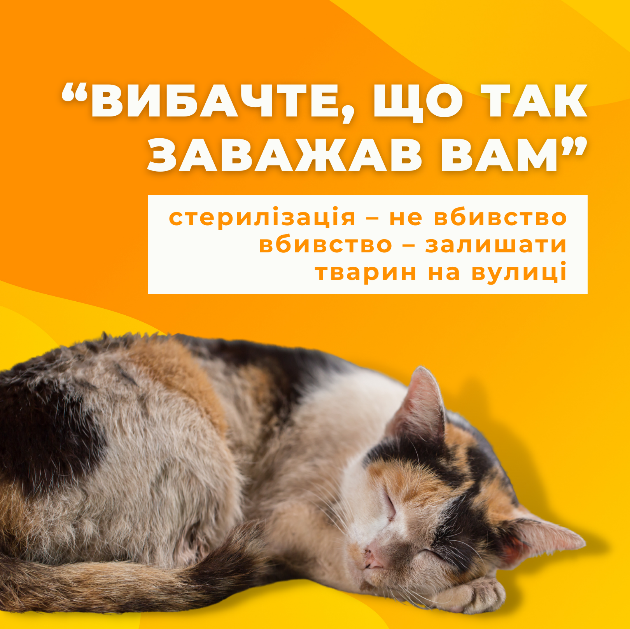 “ВИБАЧТЕ, ЩО ТАК
ЗАВАЖАВ ВАМ”
стерилізація – не вбивство
вбивство – залишати
тварин на вулиці